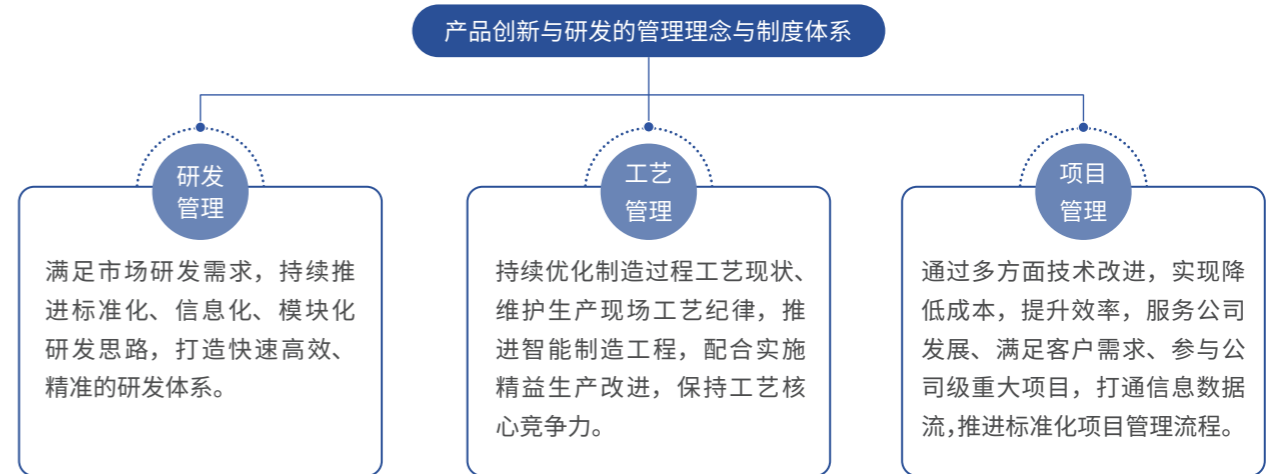 产品创新与研发的管理理念与制度体系
研发
管理
满足市场研发需求，持续推
进标准化、信息化、模块化
研发思路，打造快速高效、
精准的研发体系。
工艺
管理
持续优化制造过程工艺现状、
维护生产现场工艺纪律，推
进智能制造工程，配合实施
精益生产改进，保持工艺核
心竞争力。
项目
管理
通过多方面技术改进，实现降
低成本，提升效率，服务公司
发展、满足客户需求、参与公
司级重大项目，打通信息数据
流，推进标准化项目管理流程。